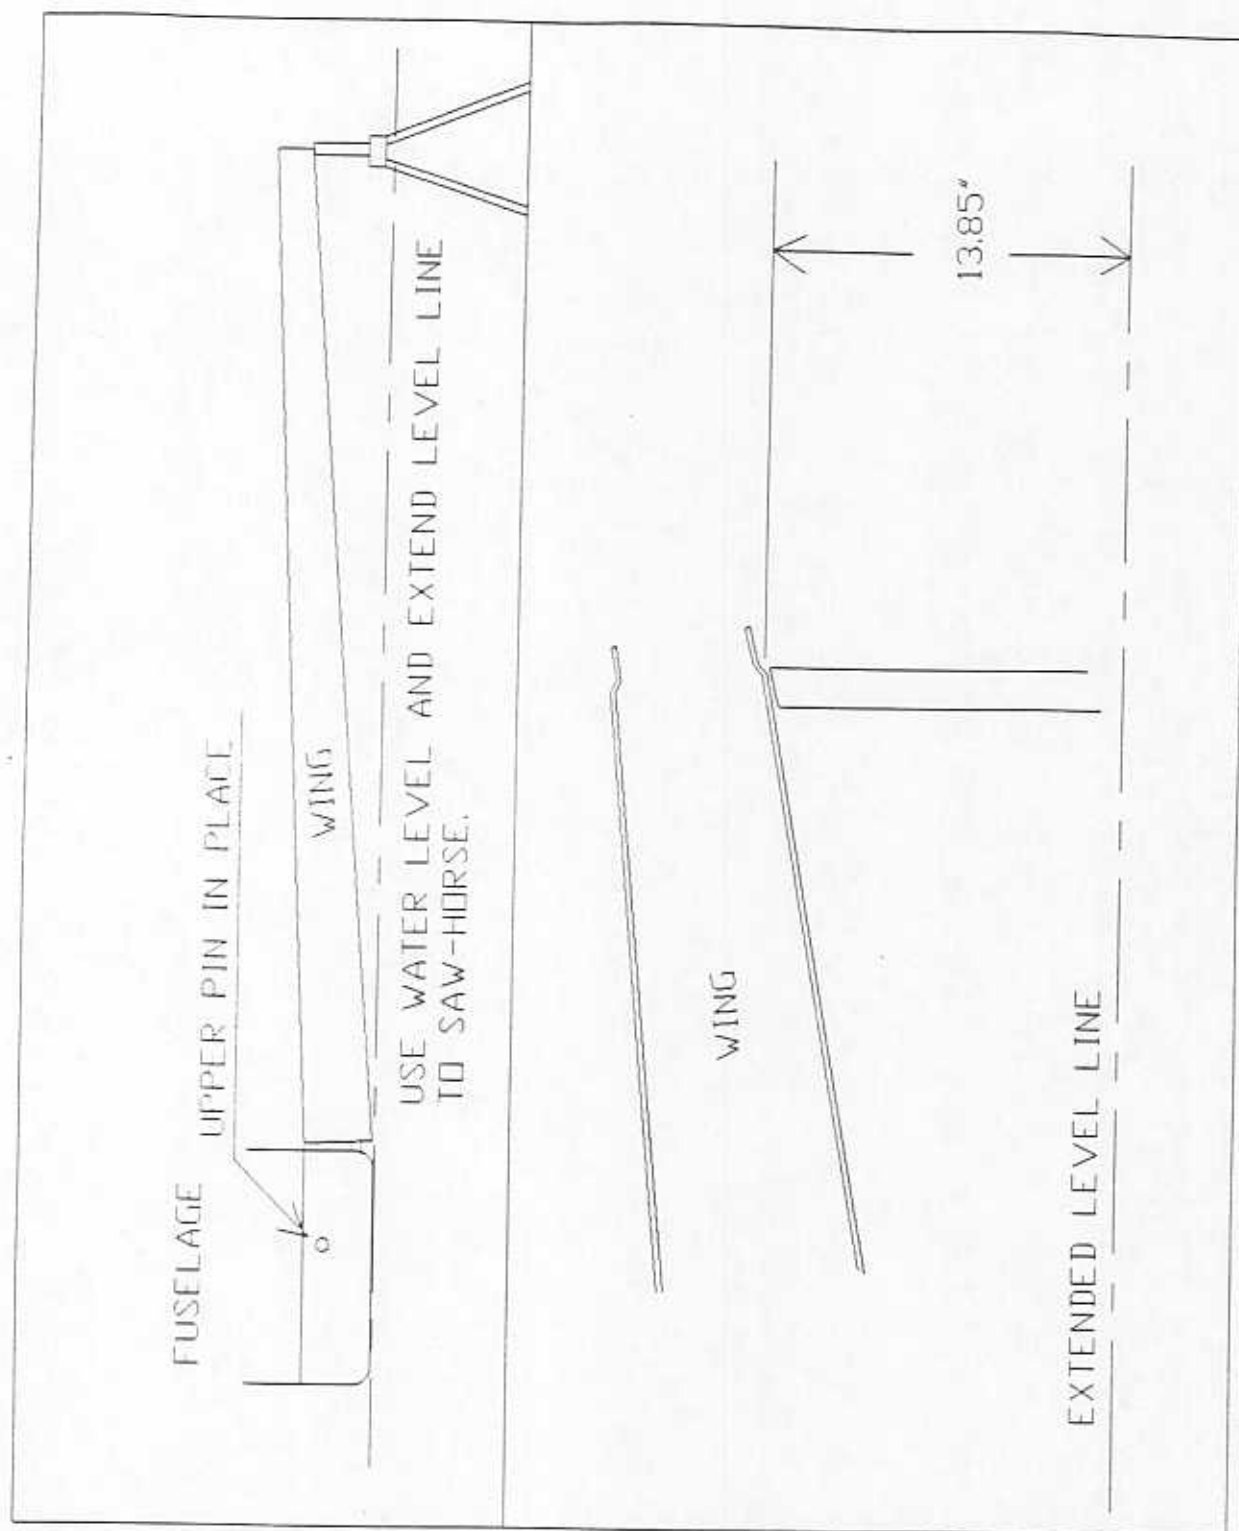 FUSELAGE
UPPER PIN IN PLACE
WING
USE WATER LEVEL AND EXTEND LEVEL LINE
TO SAW-HORSE.
WING
13.85"
EXTENDED LEVEL LINE